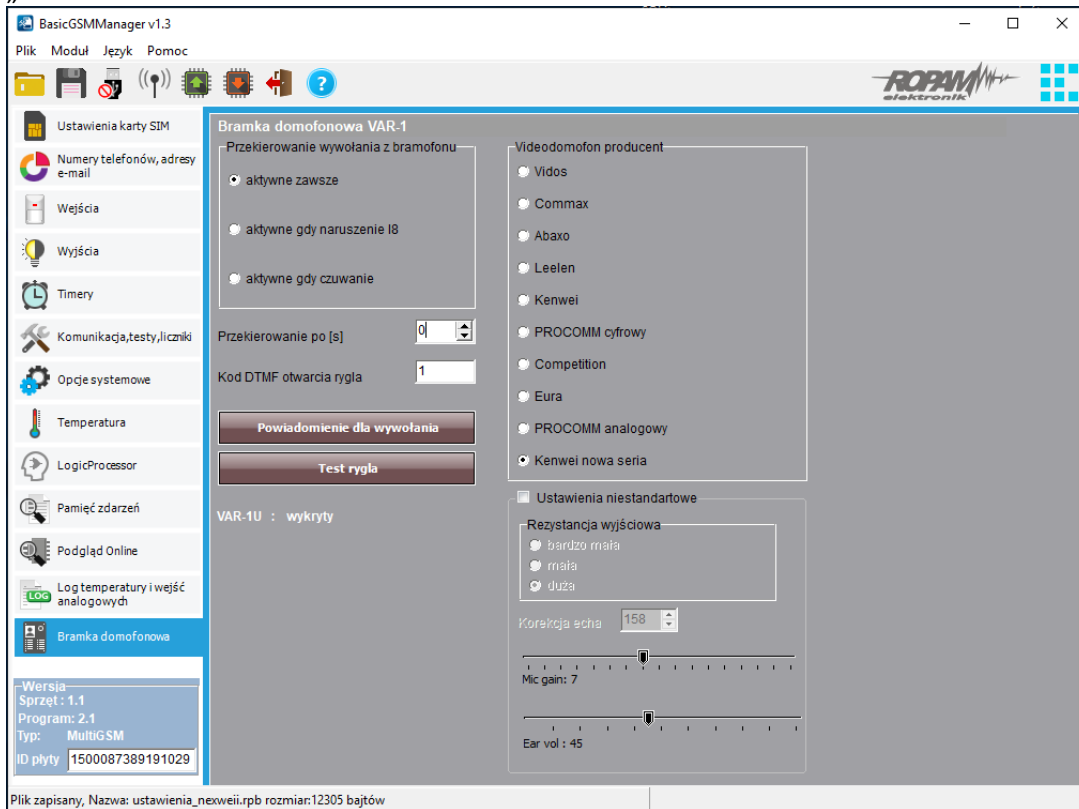 „
BasicGSMManager v1.3
Plik Moduł Język Pomoc
ROPAM
elektronik
Ustawienia karty SIM
Numery telefonów, adresy
e-mail
Wejścia
Wyjścia
Timery
Komunikacja,testy,liczniki
Opcje systemowe
Temperatura
LogicProcessor
Pamięć zdarzeń
Podgląd Online
LOG
Log temperatury i wejść
analogowych
Bramka domofonowa
Wersja
Sprzęt : 1.1
Program: 2.1
Typ: MultiGSM
ID płyty 1500087389191029
Bramka domofonowa VAR-1
Przekierowanie wywołania z bramofonu
aktywne zawsze
aktywne gdy naruszenie I8
aktywne gdy czuwanie
Przekierowanie po [s] 0
Kod DTMF otwarcia rygla 1
Powiadomienie dla wywołania
Test rygla
VAR-1U : wykryty
Videodomofon producent
Vidos
Commax
Abaxo
Leelen
Kenwei
PROCOMM cyfrowy
Competition
Eura
PROCOMM analogowy
Kenwei nowa seria
Ustawienia niestandartowe
Rezystancja wyjściowa
bardzo mała
mała
duża
Korekcja echa 158
Mic gain: 7
Ear vol : 45
Plik zapisany, Nazwa: ustawienia_nexweii.rpb rozmiar:12305 bajtów